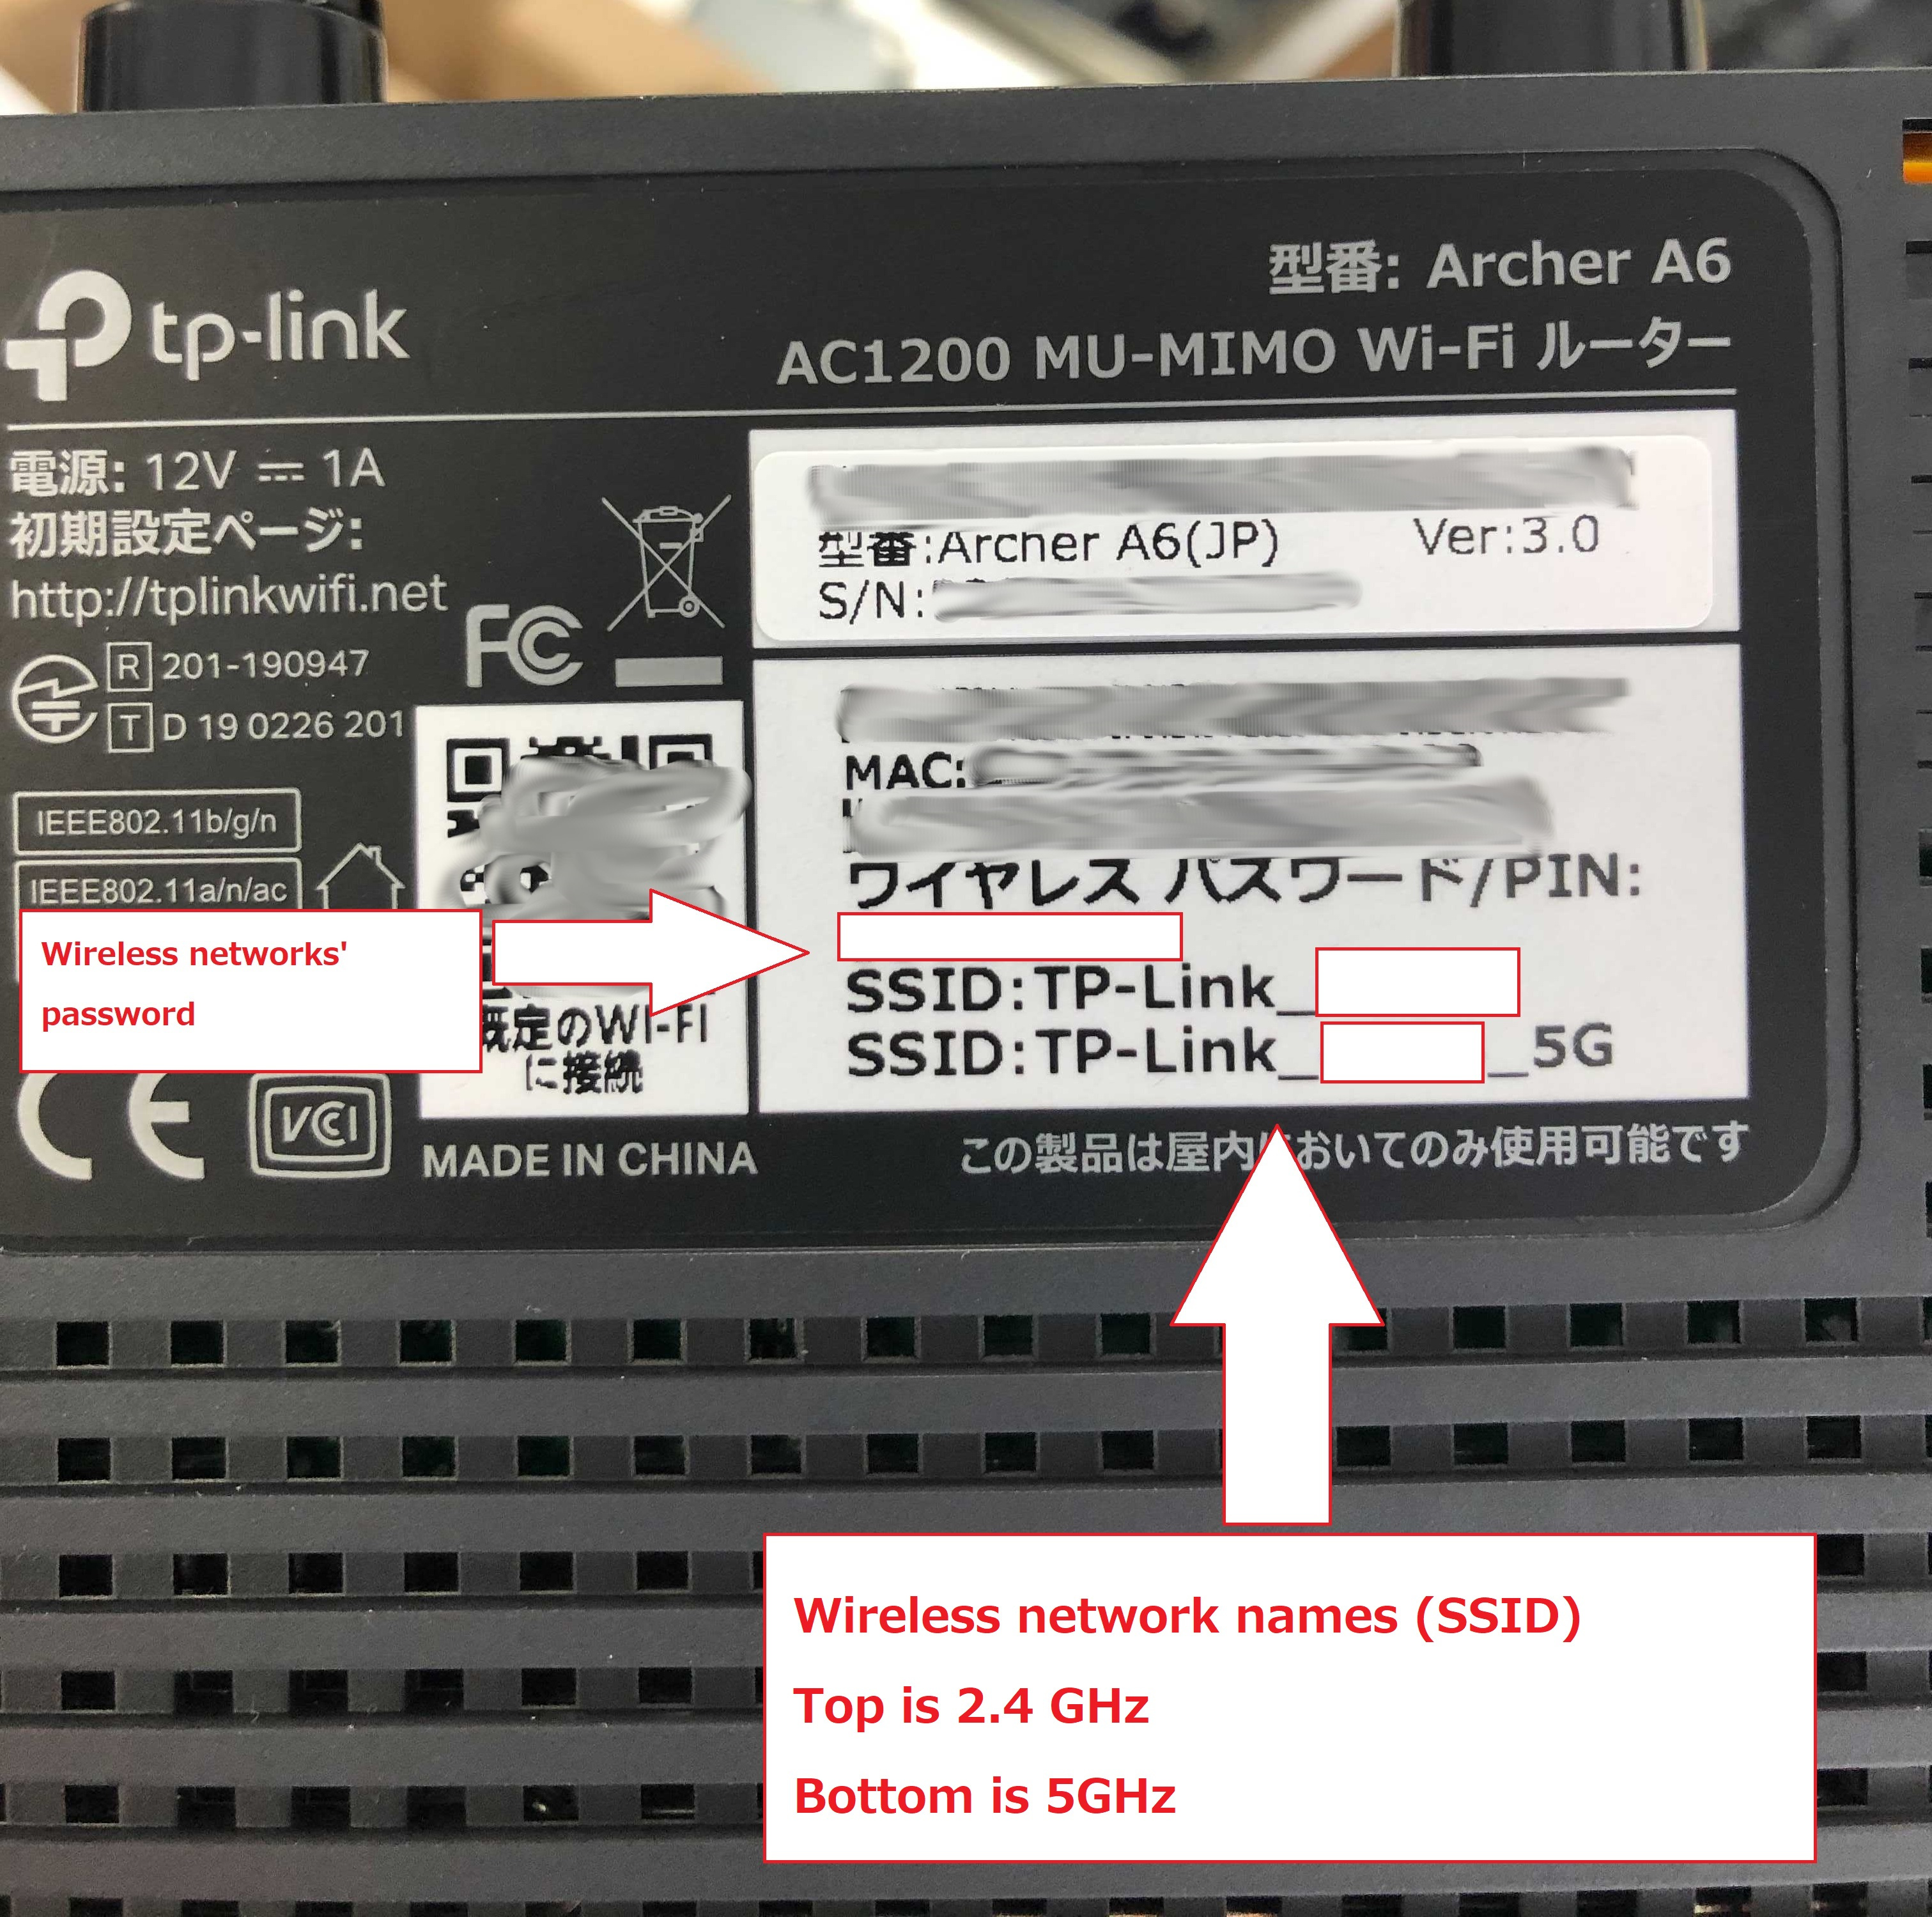 型番: Archer A6
tp-link
AC1200 MU-MIMO Wi-Fi ルーター
電源: 12V ⎓ 1A
初期設定ページ:
http://tplinkwifi.net
FC
R 201-190947
T D 19 0226 201
IEEE802.11b/g/n
IEEE802.11a/n/ac
型番:Archer A6(JP) Ver:3.0
S/N:
MAC:
ワイヤレス パスワード/PIN:
SSID:TP-Link_
SSID:TP-Link_ _5G
Wireless networks'
password
既定のWI-FI
に接続
CE
VCCI
MADE IN CHINA
この製品は屋内においてのみ使用可能です
Wireless network names (SSID)
Top is 2.4 GHz
Bottom is 5GHz